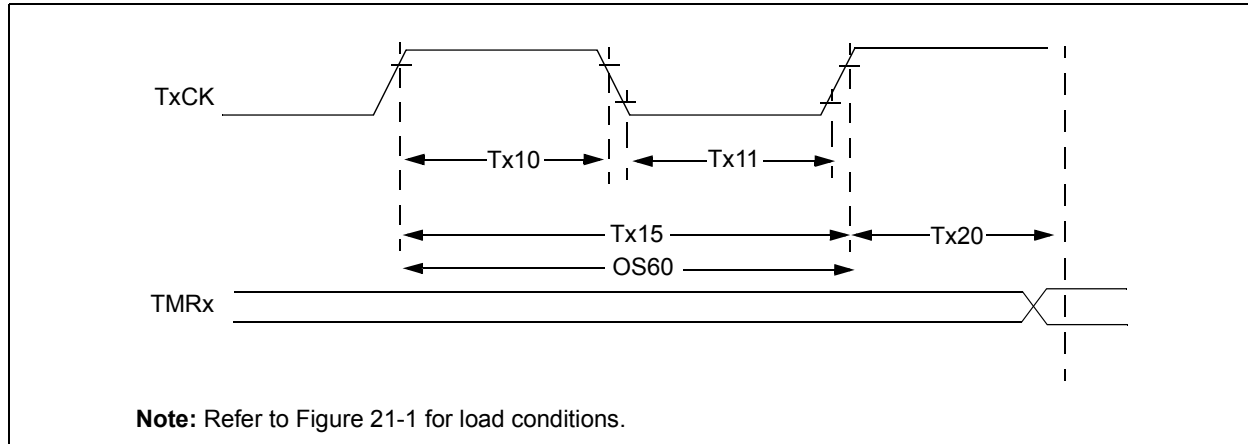 TxCK
Tx10 Tx11
Tx15 Tx20
OS60
TMRx
Note: Refer to Figure 21-1 for load conditions.